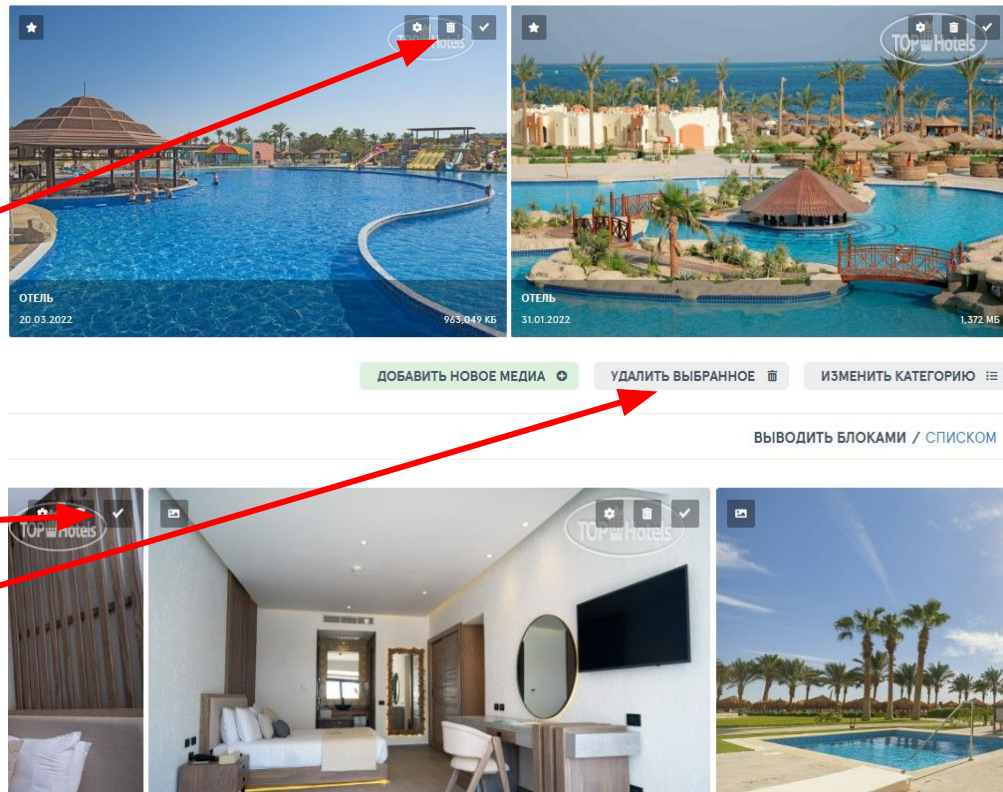 TOP Hotels
TOP Hotels
ОТЕЛЬ
20.03.2022
963,049 КБ
ОТЕЛЬ
31.01.2022
1,372 МБ
ДОБАВИТЬ НОВОЕ МЕДИА
УДАЛИТЬ ВЫБРАННОЕ
ИЗМЕНИТЬ КАТЕГОРИЮ
ВЫВОДИТЬ БЛОКАМИ / СПИСКОМ
TOP Hotels
TOP Hotels